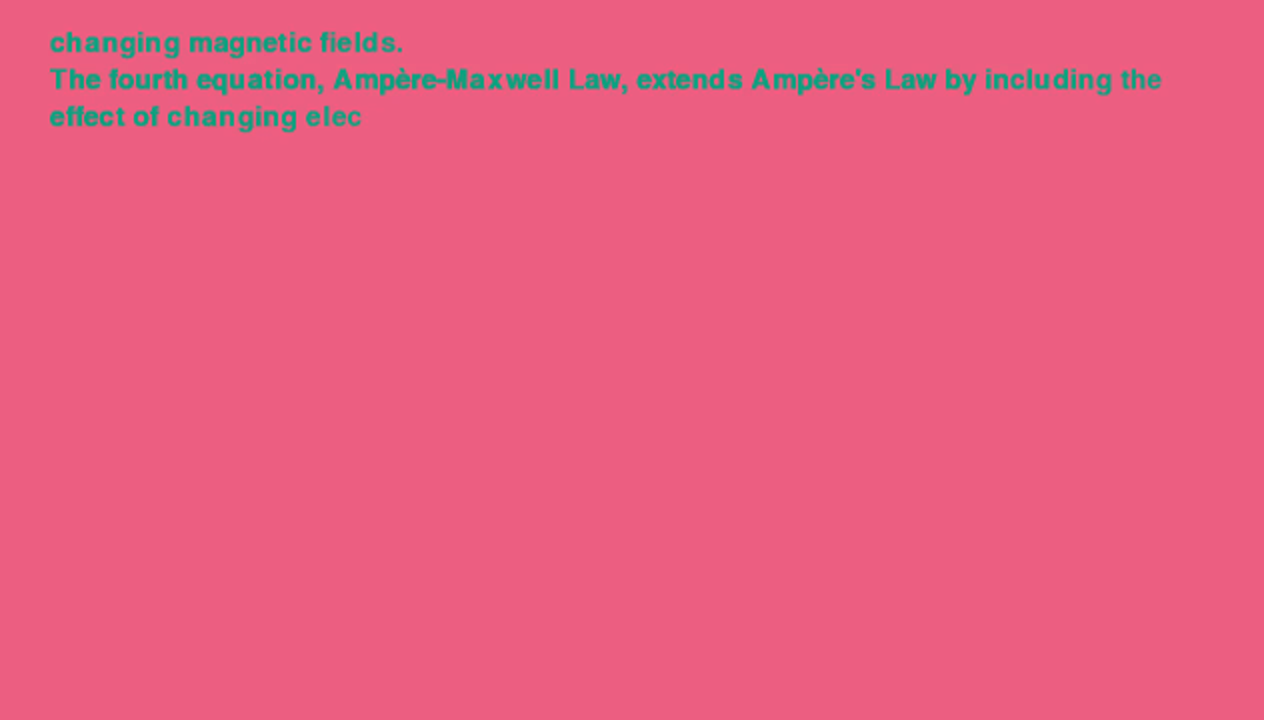 changing magnetic fields.
The fourth equation, Ampère-Maxwell Law, extends Ampère's Law by including the
effect of changing elec